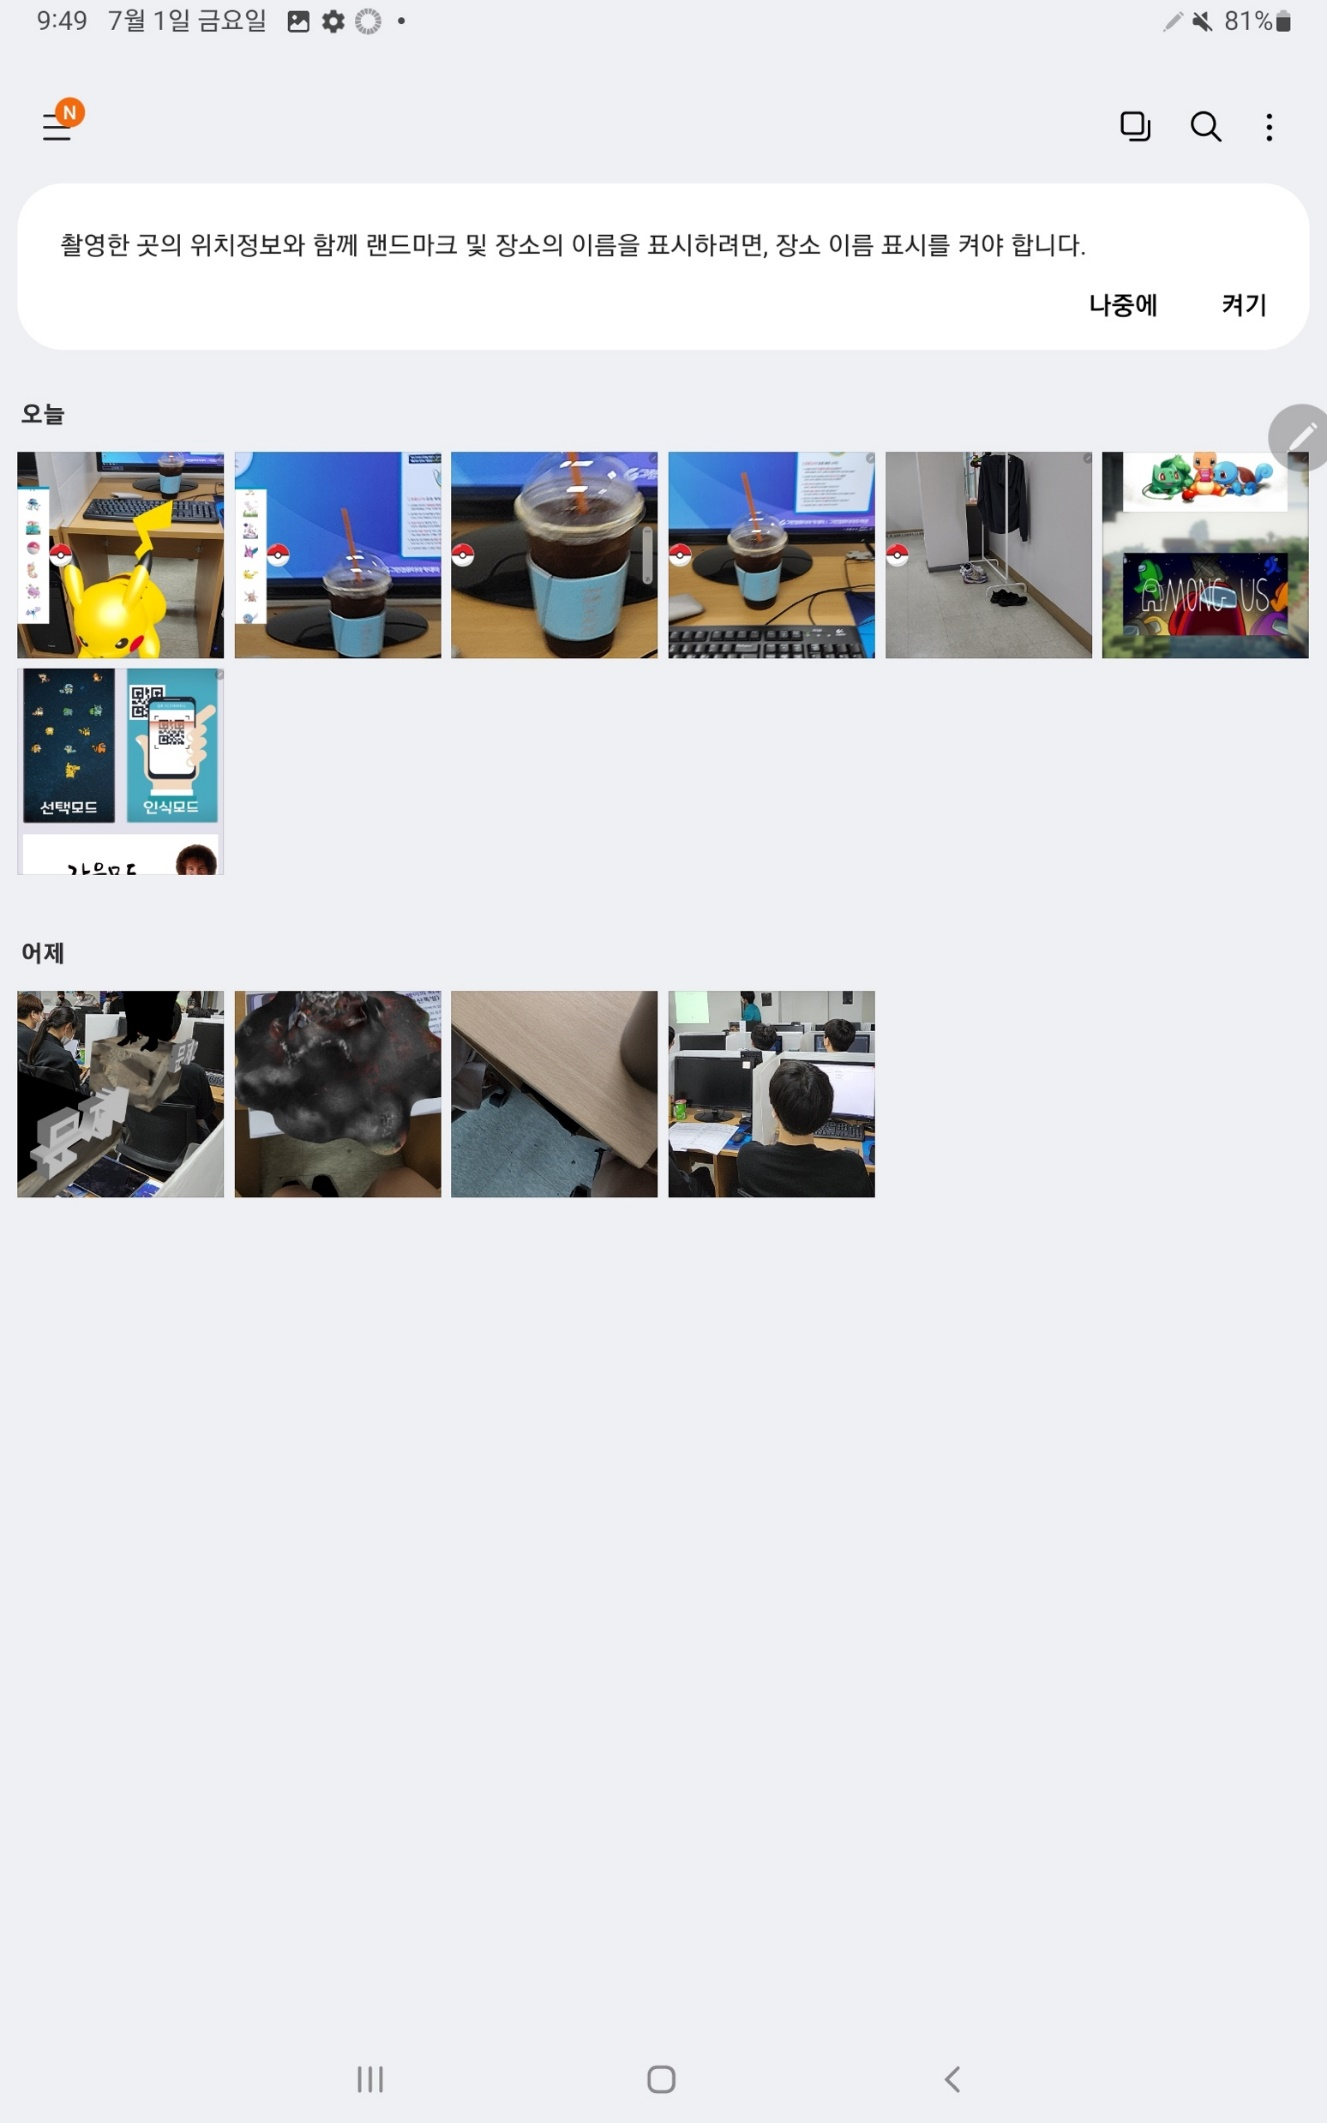 9:49 7월 1일 금요일
81%
N
촬영한 곳의 위치정보와 함께 랜드마크 및 장소의 이름을 표시하려면, 장소 이름 표시를 켜야 합니다.
나중에 켜기
오늘
AMONG US
선택모드 인식모드
어제